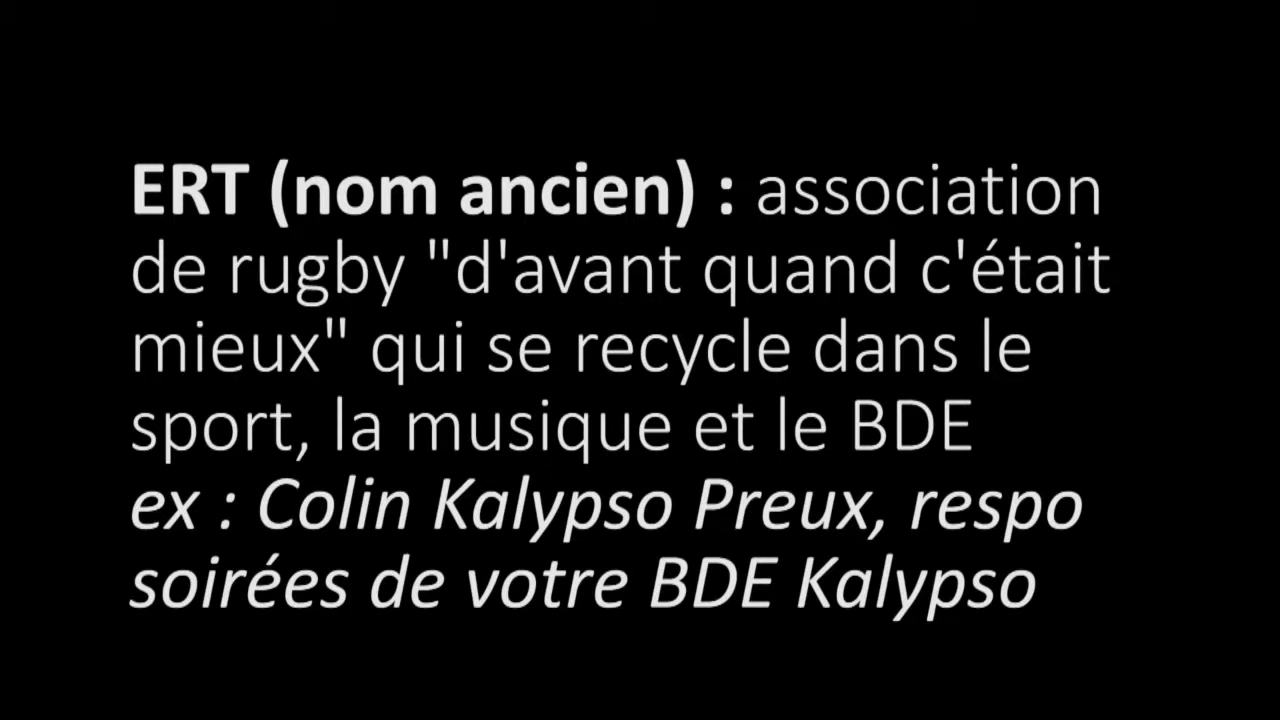 ERT (nom ancien) : association
de rugby "d'avant quand c'était
mieux" qui se recycle dans le
sport, la musique et le BDE
ex : Colin Kalypso Preux, respo
soirées de votre BDE Kalypso